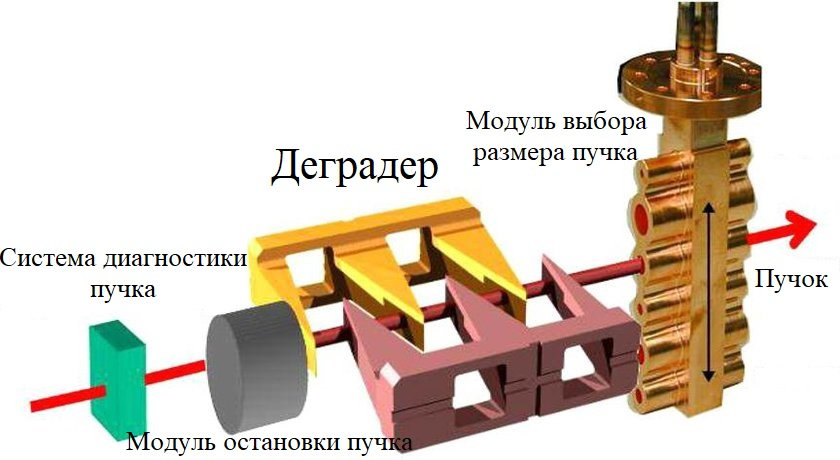 Модуль выбора
размера пучка
Деградер
Система диагностики
пучка
Пучок
Модуль остановки пучка